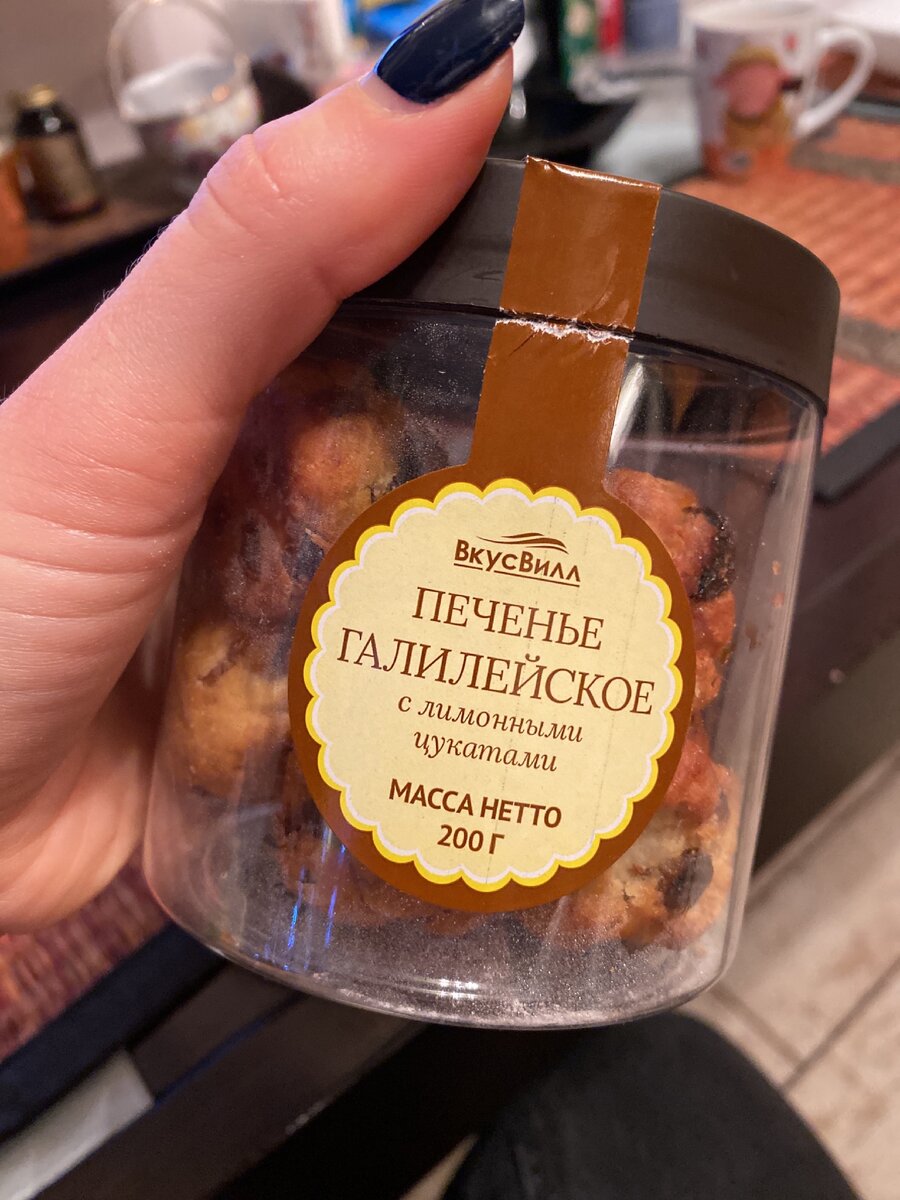 ВкусВилл
ПЕЧЕНЬЕ
ГАЛИЛЕЙСКОЕ
с лимонными
цукатами
МАССА НЕТТО
200 Г